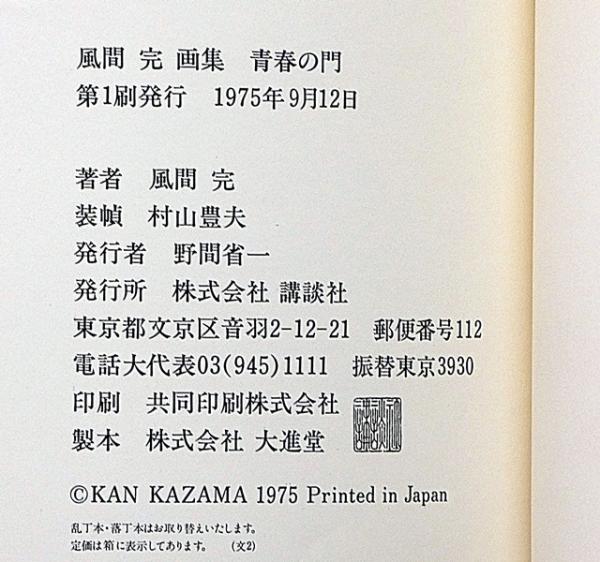 風間 完 画集　青春の門
第1刷発行　1975年9月12日
著者　風間 完
装幀　村山豊夫
発行者　野間省一
発行所　株式会社 講談社
東京都文京区音羽2-12-21　郵便番号112
電話大代表03(945)1111　振替東京3930
印刷　共同印刷株式会社
製本　株式会社 大進堂
©KAN KAZAMA 1975 Printed in Japan
乱丁本・落丁本はお取り替えいたします。
定価は箱に表示してあります。　(文2)